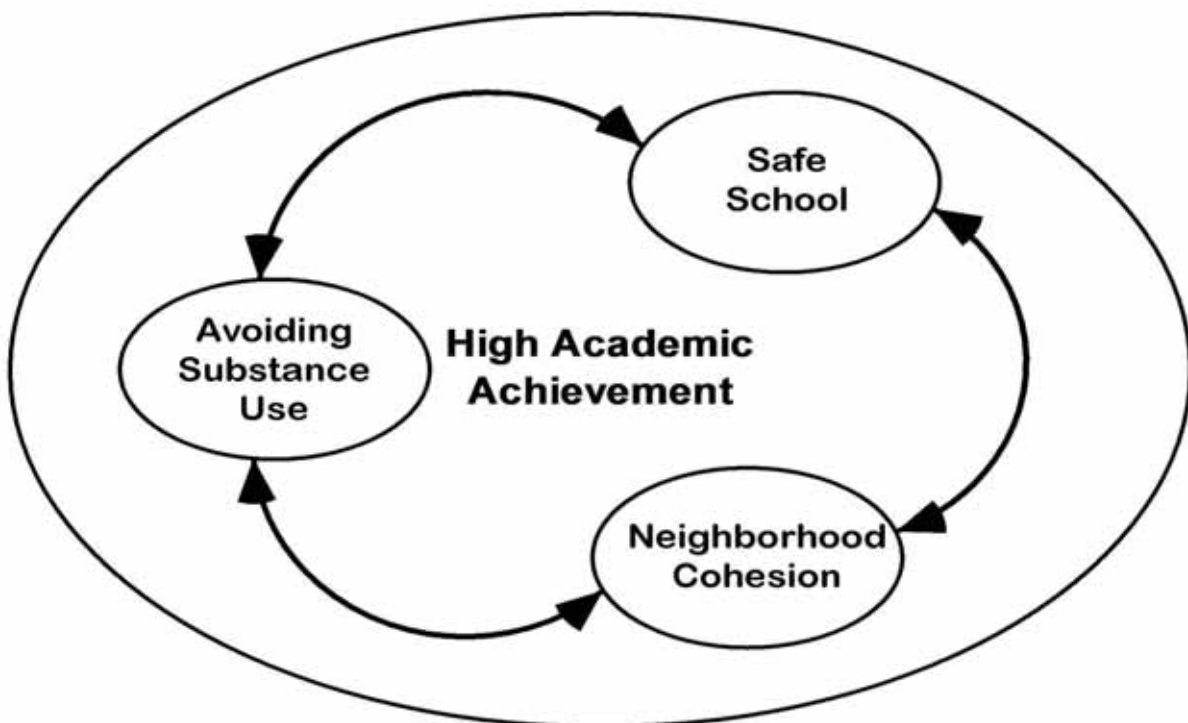 Safe
School
Avoiding
Substance
Use
High Academic
Achievement
Neighborhood
Cohesion